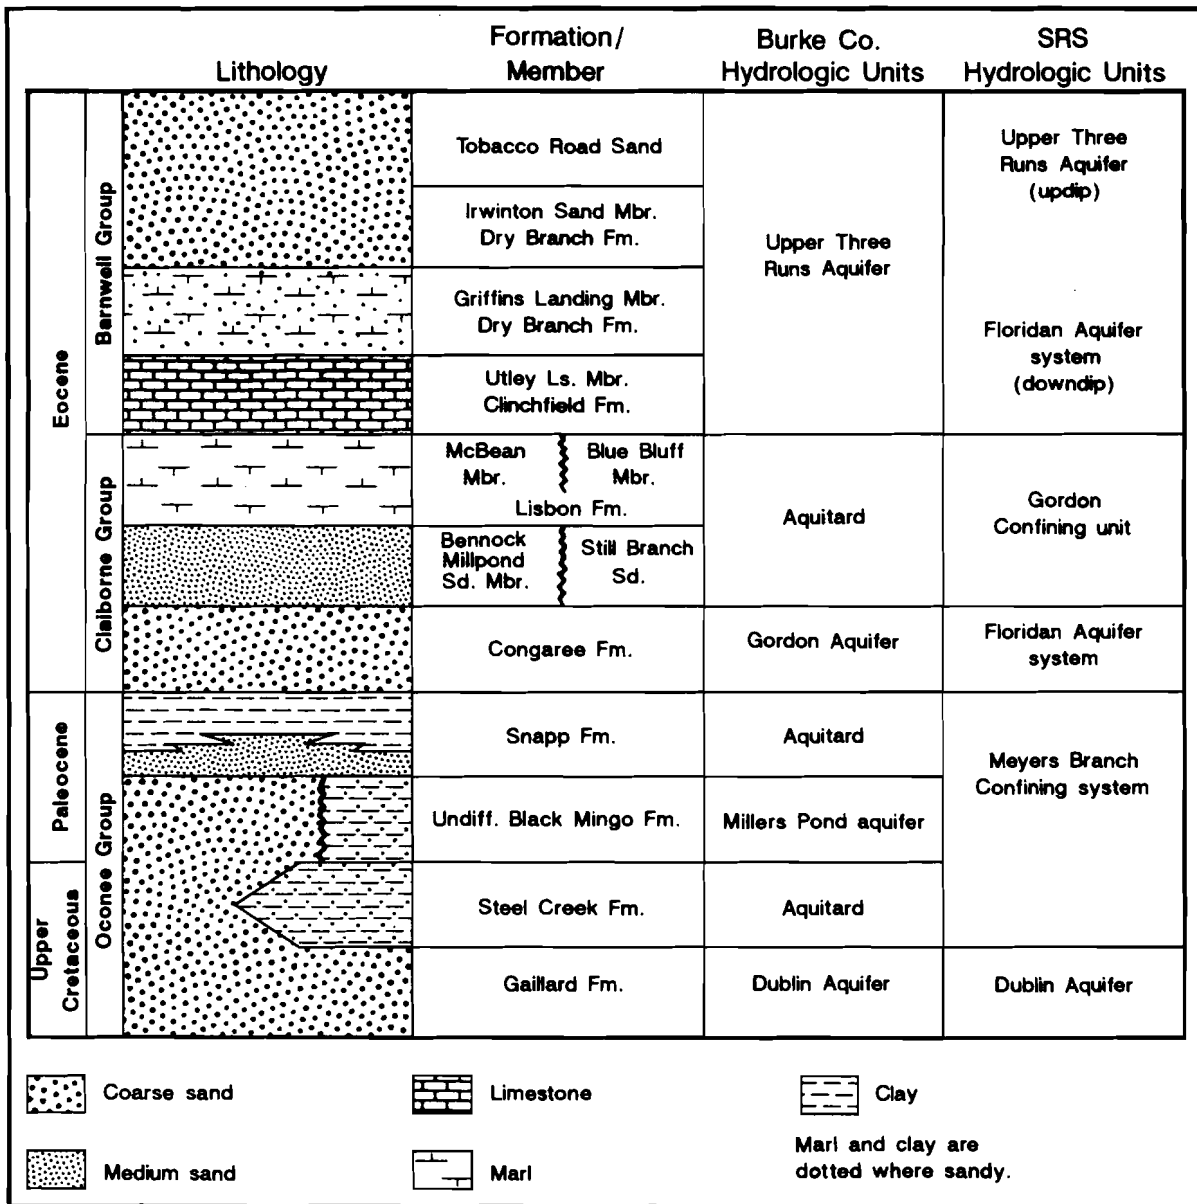 Lithology
Formation/
Member
Burke Co.
Hydrologic Units
SRS
Hydrologic Units
Eocene
Paleocene
Upper
Cretaceous
Barnwell Group
Claiborne Group
Oconee Group
Tobacco Road Sand
Irwinton Sand Mbr.
Dry Branch Fm.
Griffins Landing Mbr.
Dry Branch Fm.
Utley Ls. Mbr.
Clinchfield Fm.
McBean
Mbr.
Blue Bluff
Mbr.
Lisbon Fm.
Bennock
Millpond
Sd. Mbr.
Still Branch
Sd.
Congaree Fm.
Snapp Fm.
Undiff. Black Mingo Fm.
Steel Creek Fm.
Gaillard Fm.
Upper Three
Runs Aquifer
Aquitard
Gordon Aquifer
Aquitard
Millers Pond aquifer
Aquitard
Dublin Aquifer
Upper Three
Runs Aquifer
(updip)
Floridan Aquifer
system
(downdip)
Gordon
Confining unit
Floridan Aquifer
system
Meyers Branch
Confining system
Dublin Aquifer
Coarse sand
Limestone
Clay
Medium sand
Marl
Marl and clay are
dotted where sandy.